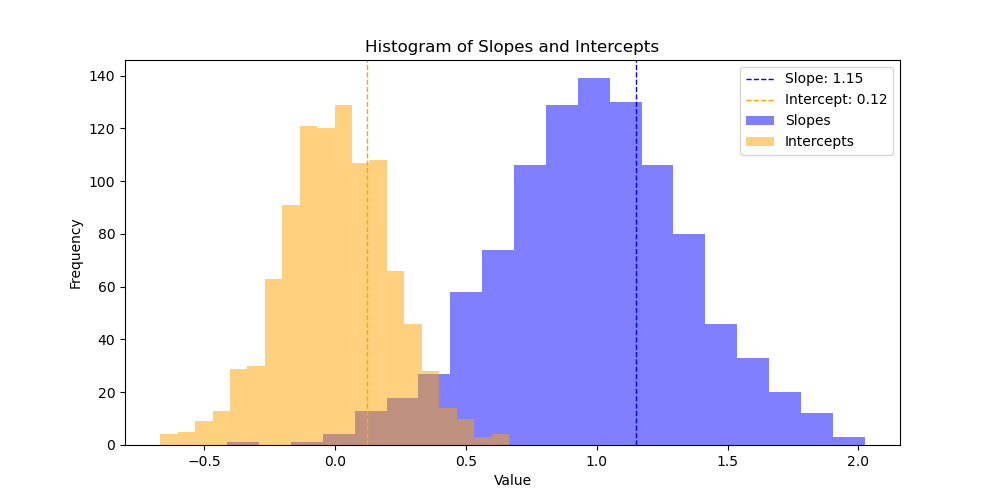 Histogram of Slopes and Intercepts
Slope: 1.15
Intercept: 0.12
Slopes
Intercepts
Frequency
140
120
100
80
60
40
20
0
−0.5
0.0
0.5
1.0
1.5
2.0
Value